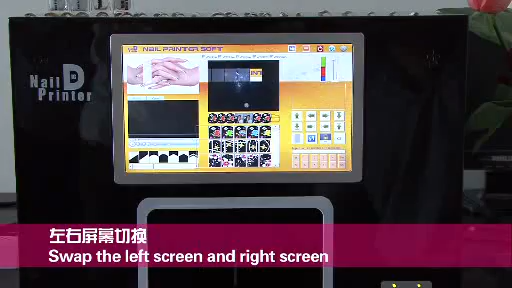 NAIL PRINTER SOFT
Nail D
Printer
左右屏幕切换
Swap the left screen and right screen